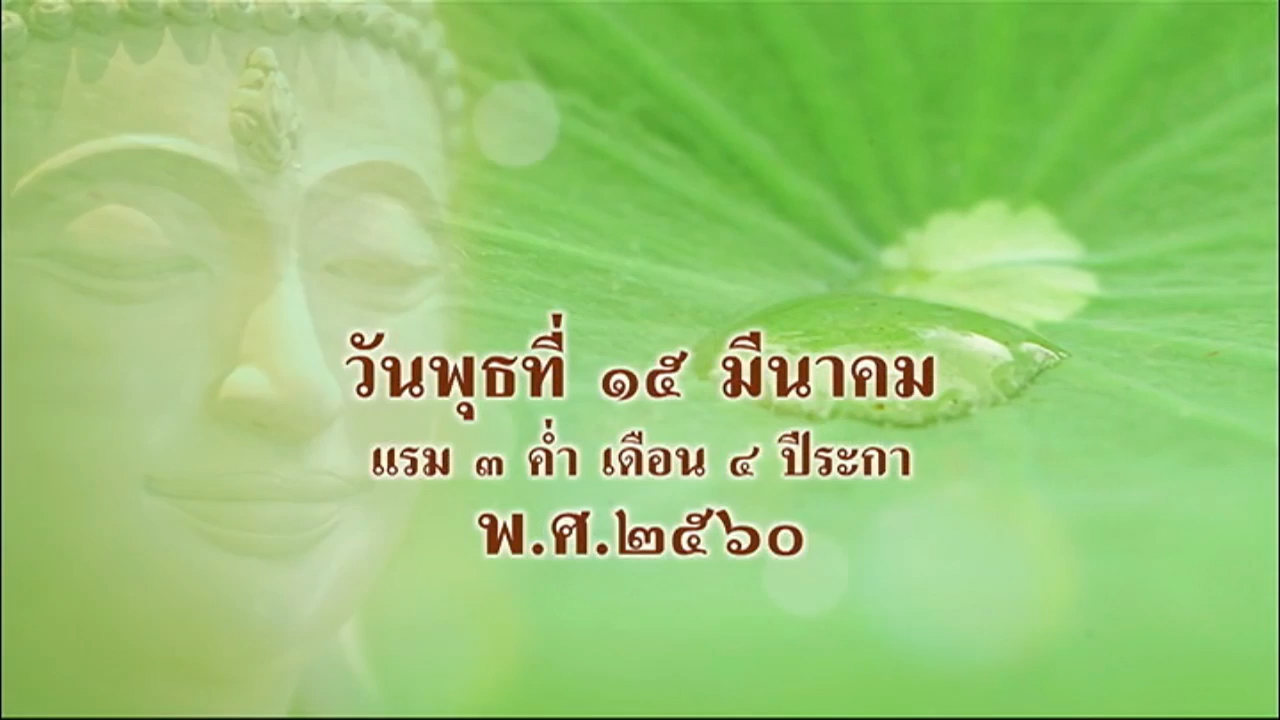 วันพุธที่ ๑๕ มีนาคม
แรม ๓ ค่ำ เดือน ๔ ปีระกา
พ.ศ.๒๕๖๐